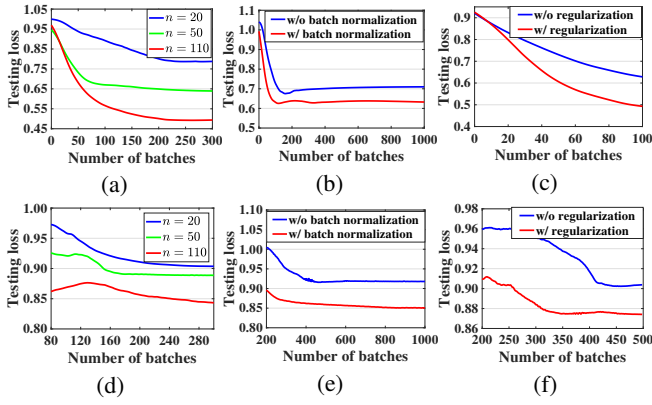 Testing loss
1.05
0.95
0.85
0.75
0.65
0.55
0.45
0
50
100
150
200
250
300
n = 20
n = 50
n = 110
Number of batches
(a)
Testing loss
1.1
1.0
0.9
0.8
0.7
0.6
0.5
0.4
0
200
400
600
800
1000
w/o batch normalization
w/ batch normalization
Number of batches
(b)
Testing loss
0.9
0.8
0.7
0.6
0.5
0.4
0
20
40
60
80
100
w/o regularization
w/ regularization
Number of batches
(c)
Testing loss
1.00
0.95
0.90
0.85
0.80
80
120
160
200
240
280
n = 20
n = 50
n = 110
Number of batches
(d)
Testing loss
1.10
1.05
1.00
0.95
0.90
0.85
0.80
200
400
600
800
1000
w/o batch normalization
w/ batch normalization
Number of batches
(e)
Testing loss
0.98
0.96
0.94
0.92
0.90
0.88
0.86
200
250
300
350
400
450
500
w/o regularization
w/ regularization
Number of batches
(f)